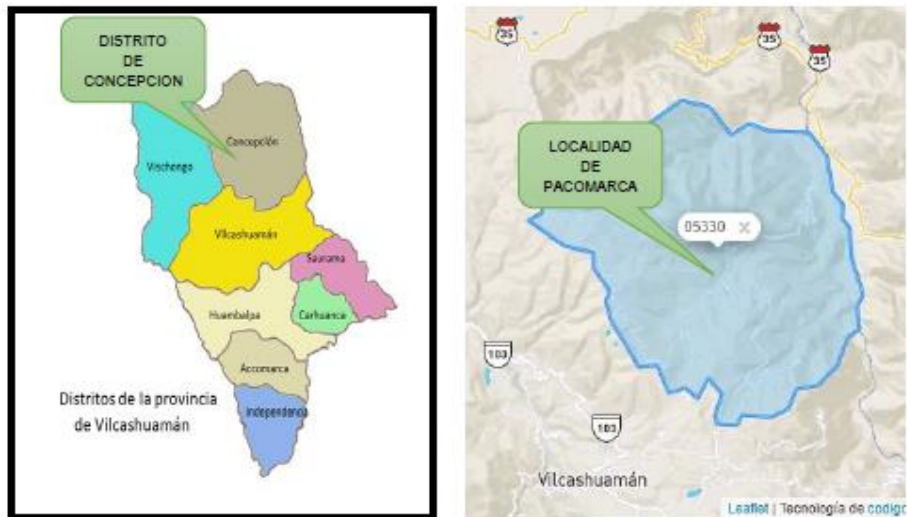 DISTRITO
DE
CONCEPCION
Concepción
Vischongo
Vilcashuamán
Saurama
Huambalpa
Carhuanca
Accomarca
Independencia
Distritos de la provincia
de Vilcashuamán
35
35
35
LOCALIDAD
DE
PACOMARCA
05330 ×
103
103
Vilcashuamán
Leaflet | Tecnología de codigo